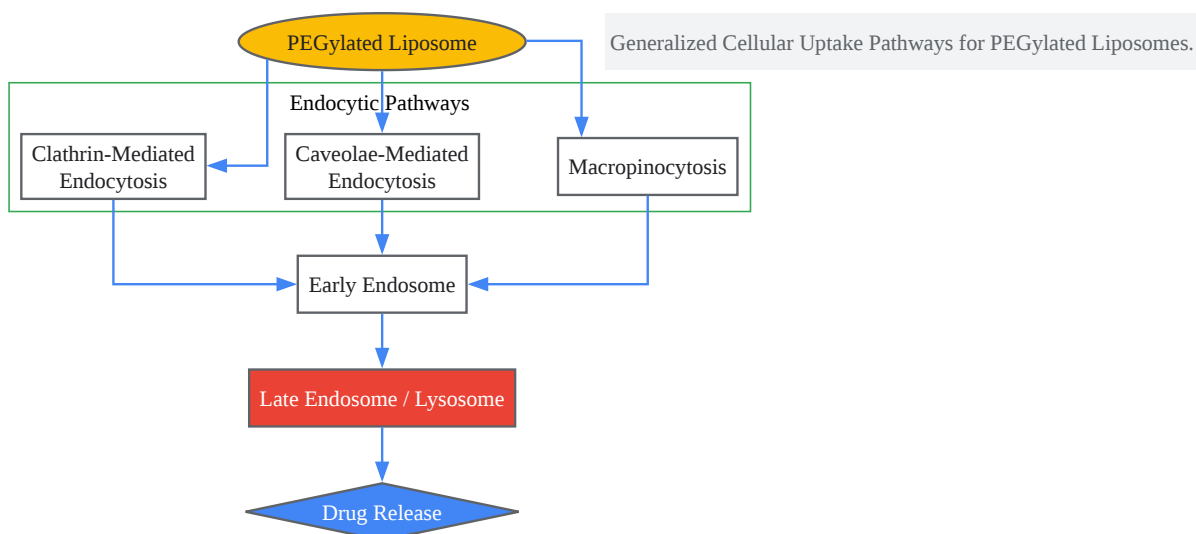 PEGylated Liposome
Generalized Cellular Uptake Pathways for PEGylated Liposomes.
Endocytic Pathways
Clathrin-Mediated
Endocytosis
Caveolae-Mediated
Endocytosis
Macropinocytosis
Early Endosome
Late Endosome / Lysosome
Drug Release